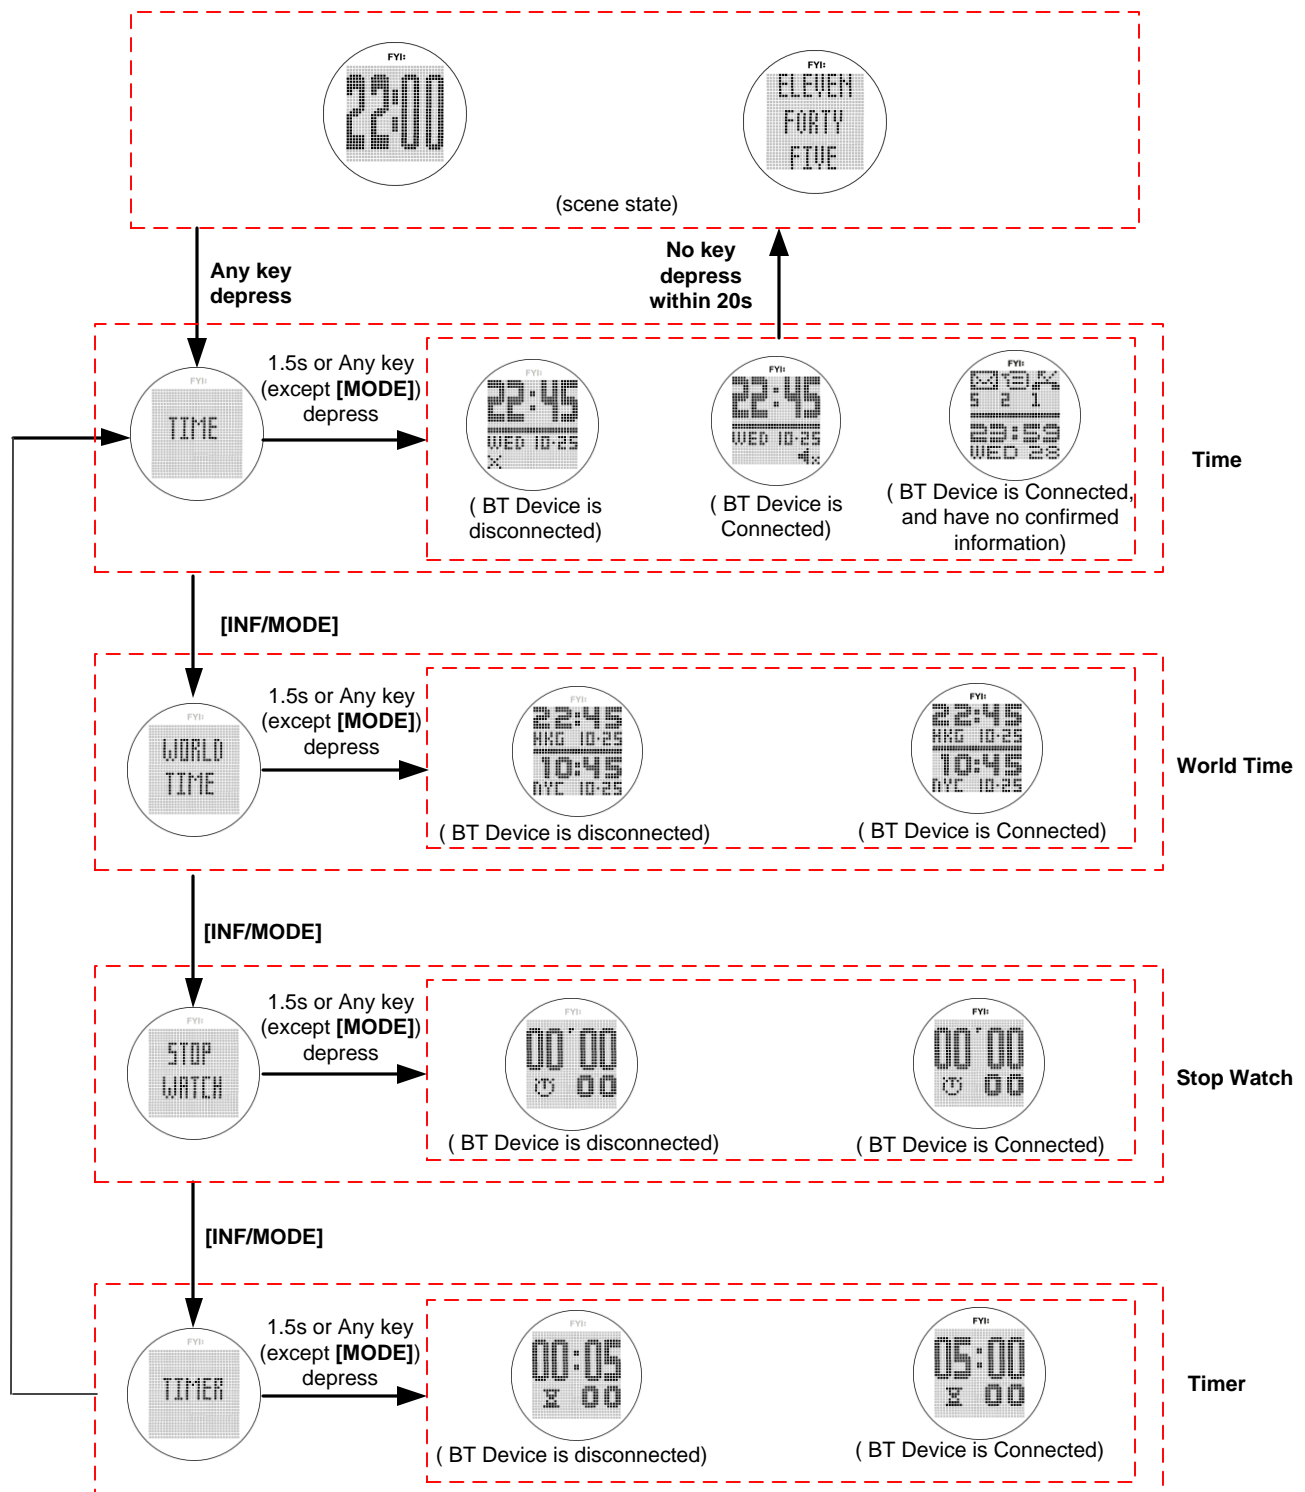 FYI:
22:00
FYI:
ELEVEN
FORTY
FIVE
(scene state)
Any key
depress
No key
depress
within 20s
FYI:
TIME
1.5s or Any key
(except [MODE])
depress
FYI:
22:45
WED 10-25
( BT Device is
disconnected)
FYI:
22:45
WED 10-25
( BT Device is
Connected)
FYI:
5 2 1
23:59
WED 28
( BT Device is Connected,
and have no confirmed
information)
Time
[INF/MODE]
FYI:
WORLD
TIME
1.5s or Any key
(except [MODE])
depress
FYI:
22:45
HKG 10-25
10:45
NYC 10-25
( BT Device is disconnected)
FYI:
22:45
HKG 10-25
10:45
NYC 10-25
( BT Device is Connected)
World Time
[INF/MODE]
FYI:
STOP
WATCH
1.5s or Any key
(except [MODE])
depress
FYI:
00'00
00
( BT Device is disconnected)
FYI:
00'00
00
( BT Device is Connected)
Stop Watch
[INF/MODE]
FYI:
TIMER
1.5s or Any key
(except [MODE])
depress
FYI:
00:05
00
( BT Device is disconnected)
FYI:
05:00
00
( BT Device is Connected)
Timer